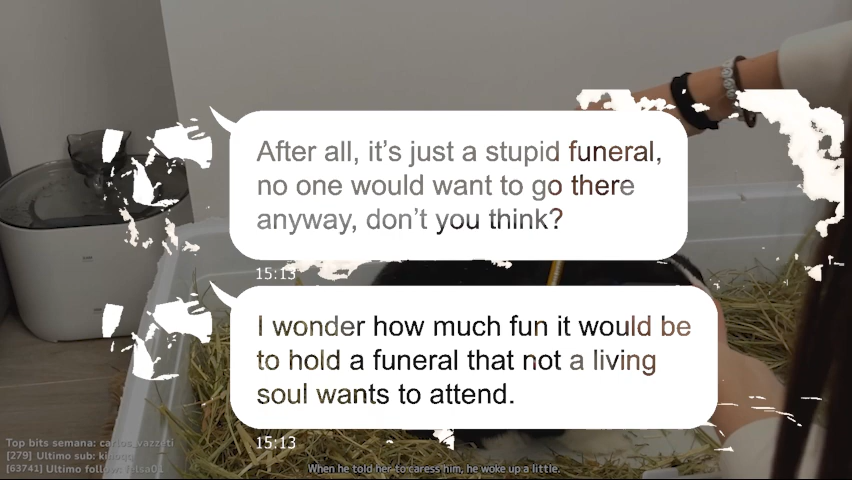 After all, it's just a stupid funeral,
no one would want to go there
anyway, don't you think?
15:13
I wonder how much fun it would be
to hold a funeral that not a living
soul wants to attend.
15:13
Top bits semana:
[279] Ultimo sub:
[63741] Ultimo follow:
When he told her to caress him, he woke up a little.